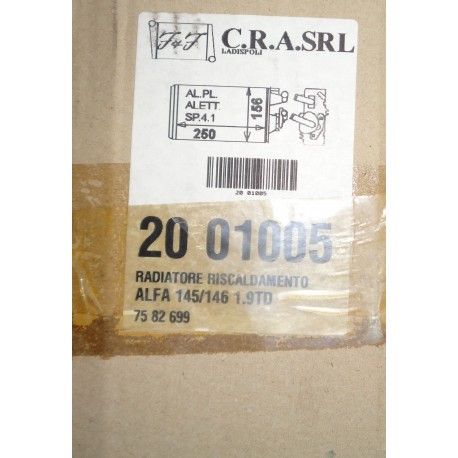 F&F
C.R.A.SRL
LADISPOLI
AL.PL.
ALETT.
SP.4.1
156
250
20 01005
20 01005
RADIATORE RISCALDAMENTO
ALFA 145/146 1.9TD
75 82 699